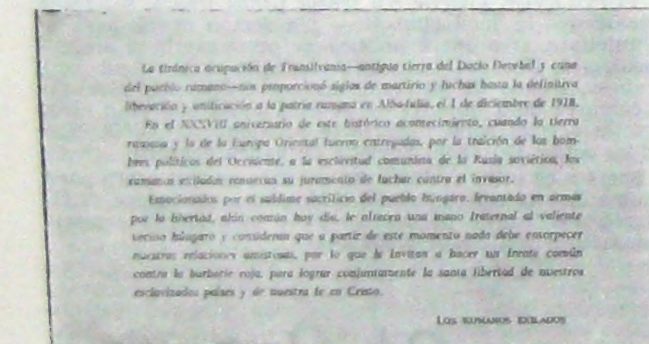 La tiránica ocupación de Transilvania—antigua tierra del Dacio Decebel y cuna
del pueblo rumano—nos proporcionó siglos de martirio y luchas hasta la definitiva
liberación y unificación a la patria rumana en Alba-Iulia, el 1 de diciembre de 1918.
En el XXXVIII aniversario de este histórico acontecimiento, cuando la tierra
rumana y la de la Europa Oriental fueron entregadas, por la traición de los hom-
bres políticos del Occidente, a la esclavitud comunista de la Rusia soviética, los
rumanos exilados renuevan su juramento de luchar contra el invasor.
Emocionados por el sublime sacrificio del pueblo húngaro, levantado en armas
por la libertad, afán común hoy día, le ofrecen una mano fraternal al valiente
vecino húngaro y consideran que a partir de este momento nada debe entorpecer
nuestras relaciones amistosas, por lo que le invitan a hacer un frente común
contra la barbarie roja, para lograr conjuntamente la santa libertad de nuestros
esclavizados países y de nuestra fe en Cristo.
LOS RUMANOS EXILADOS